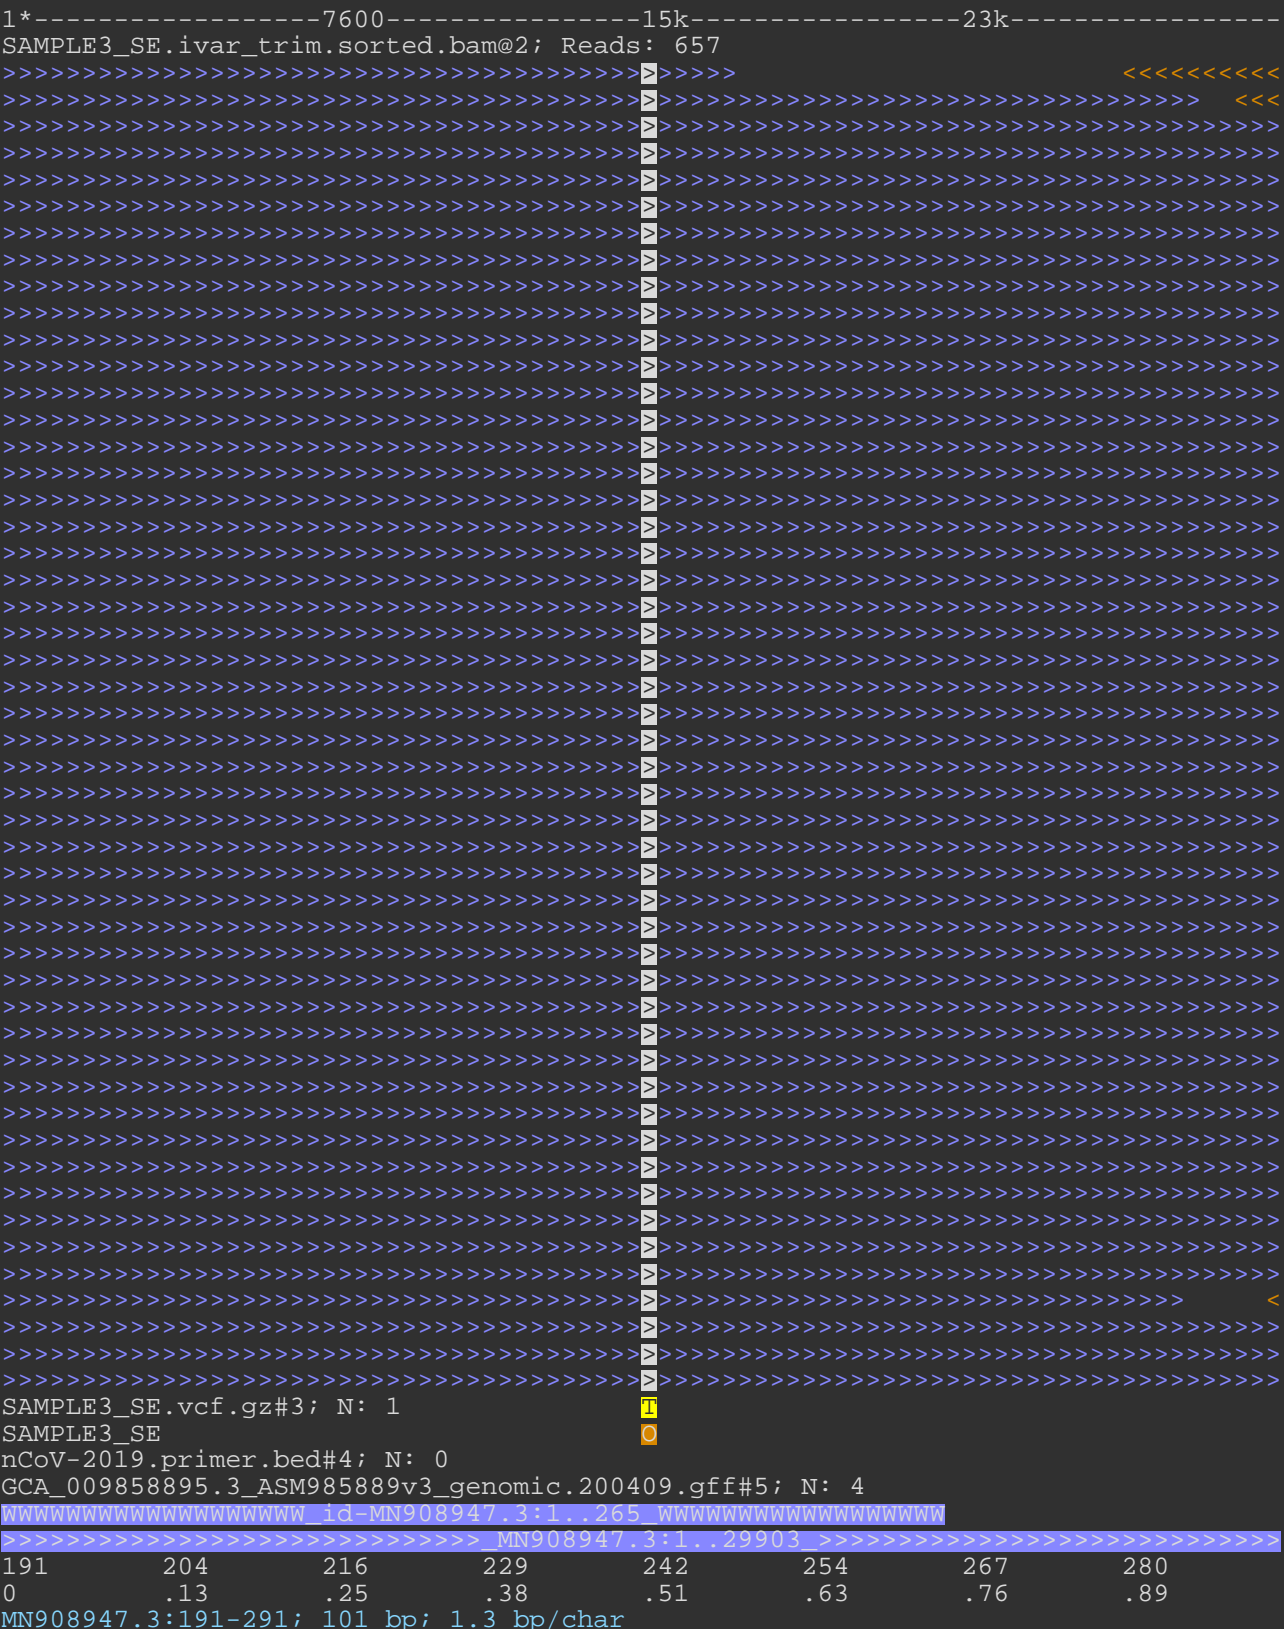 1*------------------7600----------------15k-----------------23k-----------------
SAMPLE3_SE.ivar_trim.sorted.bam@2; Reads: 657
SAMPLE3_SE.vcf.gz#3; N: 1 T
SAMPLE3_SE O
nCoV-2019.primer.bed#4; N: 0
GCA_009858895.3_ASM985889v3_genomic.200409.gff#5; N: 4
WWWWWWWWWWWWWWWWWWW_id-MN908947.3:1..265_WWWWWWWWWWWWWWWWWW
>>>>>>>>>>>>>>>>>>>>>>>>>>>>>>_MN908947.3:1..29903_>>>>>>>>>>>>>>>>>>>>>>>>>>>>>
191 204 216 229 242 254 267 280
0 .13 .25 .38 .51 .63 .76 .89
MN908947.3:191-291; 101 bp; 1.3 bp/char